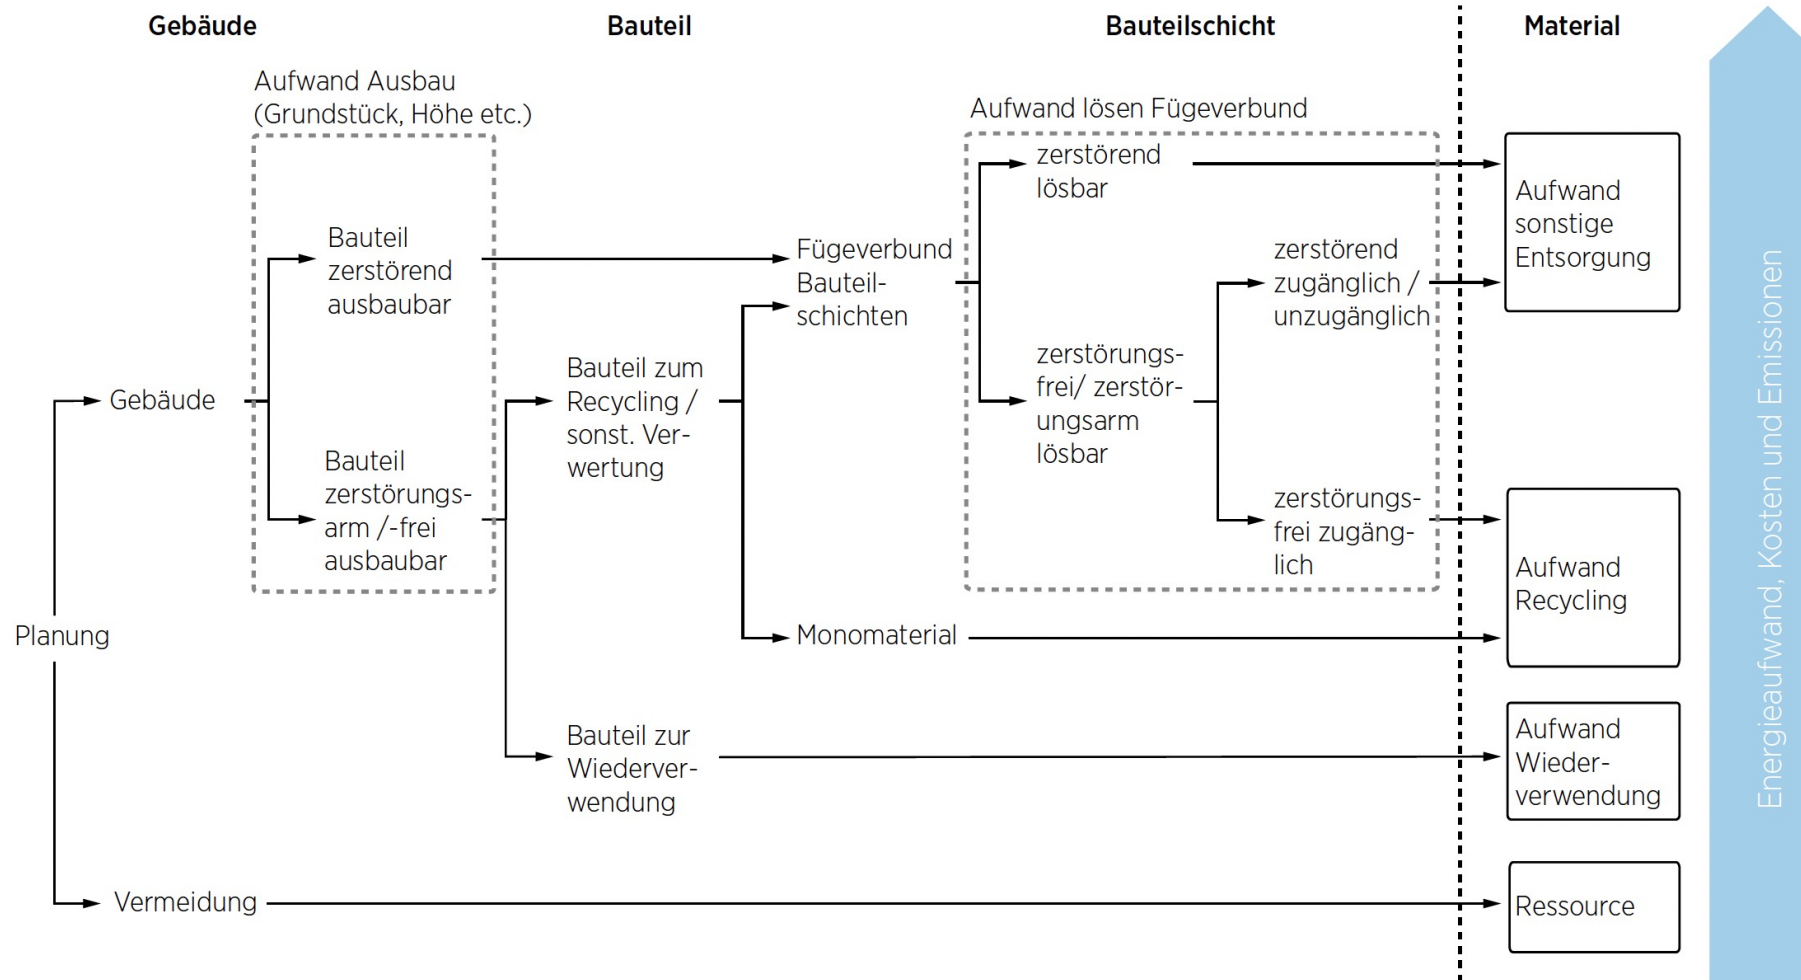 Gebäude
Bauteil
Bauteilschicht
Material
Aufwand Ausbau
(Grundstück, Höhe etc.)
Aufwand lösen Fügeverbund
zerstörend
lösbar
Aufwand
sonstige
Entsorgung
Bauteil
zerstörend
ausbaubar
Fügeverbund
Bauteil-
schichten
zerstörend
zugänglich /
unzugänglich
Gebäude
Bauteil zum
Recycling /
sonst. Ver-
wertung
zerstörungs-
frei/ zerstör-
ungsarm
lösbar
Bauteil
zerstörungs-
arm /-frei
ausbaubar
zerstörungs-
frei zugäng-
lich
Aufwand
Recycling
Planung
Monomaterial
Bauteil zur
Wiederver-
wendung
Aufwand
Wieder-
verwendung
Vermeidung
Ressource
Energieaufwand, Kosten und Emissionen